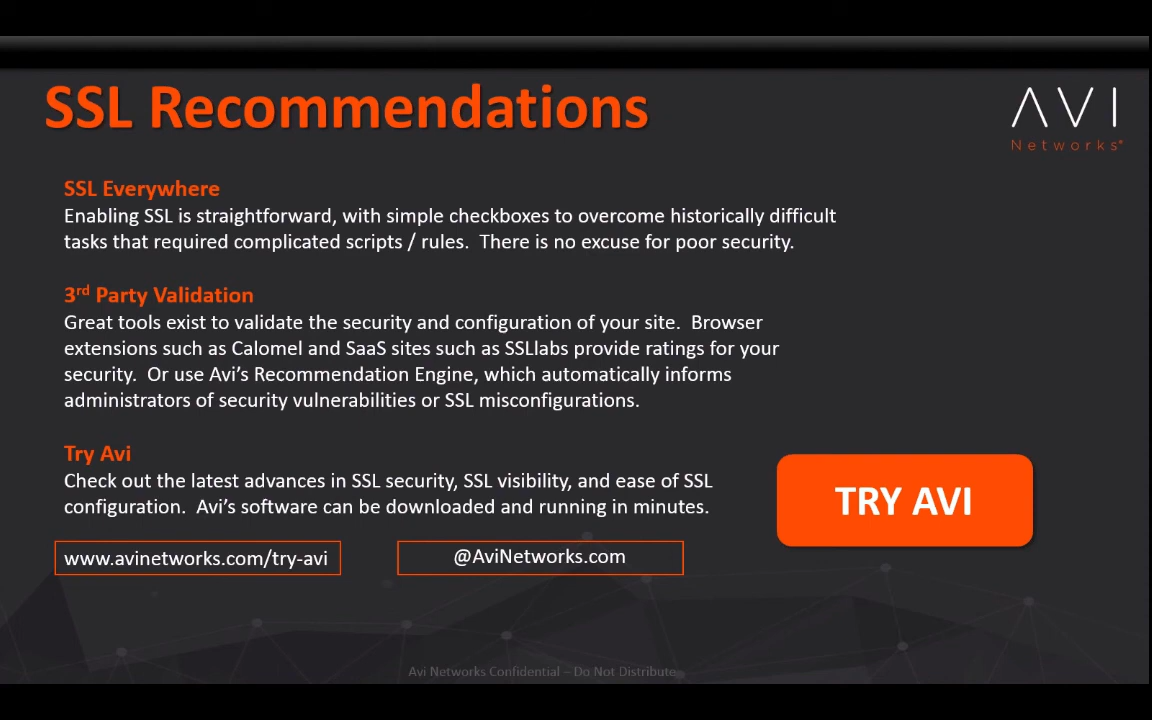 SSL Recommendations
AVI
Networks®
SSL Everywhere
Enabling SSL is straightforward, with simple checkboxes to overcome historically difficult
tasks that required complicated scripts / rules.  There is no excuse for poor security.
3rd Party Validation
Great tools exist to validate the security and configuration of your site.  Browser
extensions such as Calomel and SaaS sites such as SSLlabs provide ratings for your
security.  Or use Avi’s Recommendation Engine, which automatically informs
administrators of security vulnerabilities or SSL misconfigurations.
Try Avi
Check out the latest advances in SSL security, SSL visibility, and ease of SSL
configuration.  Avi’s software can be downloaded and running in minutes.
TRY AVI
www.avinetworks.com/try-avi
@AviNetworks.com
Avi Networks Confidential – Do Not Distribute